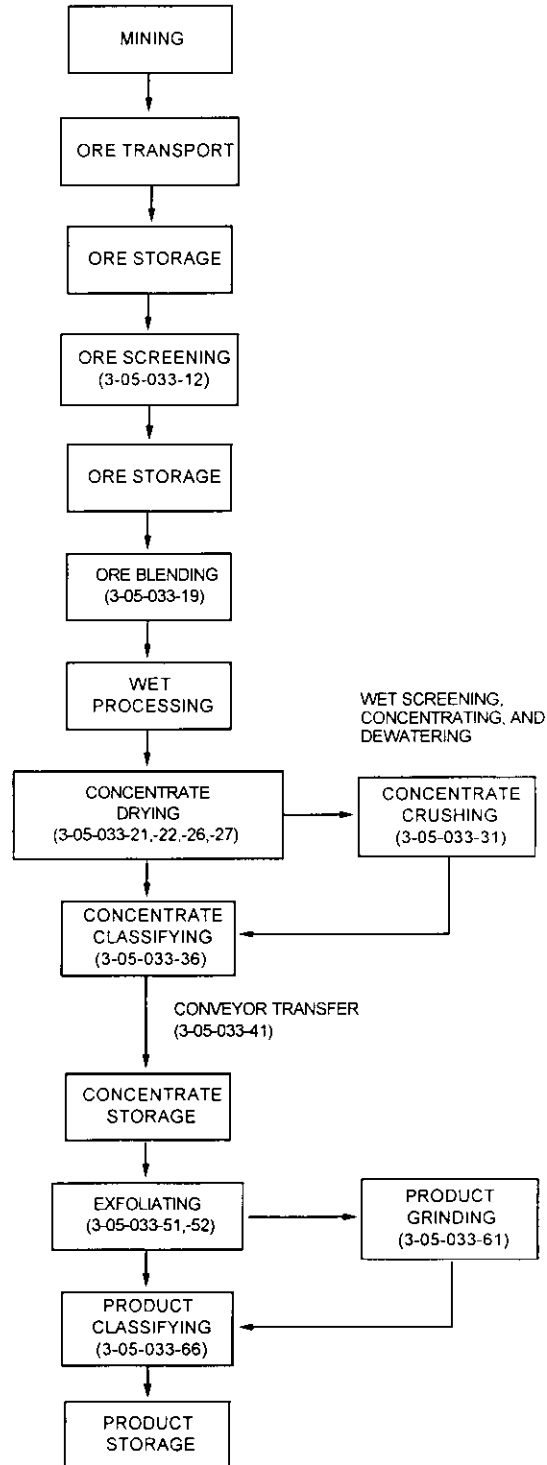 MINING
ORE TRANSPORT
ORE STORAGE
ORE SCREENING
(3-05-033-12)
ORE STORAGE
ORE BLENDING
(3-05-033-19)
WET
PROCESSING
WET SCREENING,
CONCENTRATING, AND
DEWATERING
CONCENTRATE
DRYING
(3-05-033-21,-22,-26,-27)
CONCENTRATE
CRUSHING
(3-05-033-31)
CONCENTRATE
CLASSIFYING
(3-05-033-36)
CONVEYOR TRANSFER
(3-05-033-41)
CONCENTRATE
STORAGE
EXFOLIATING
(3-05-033-51,-52)
PRODUCT
GRINDING
(3-05-033-61)
PRODUCT
CLASSIFYING
(3-05-033-66)
PRODUCT
STORAGE